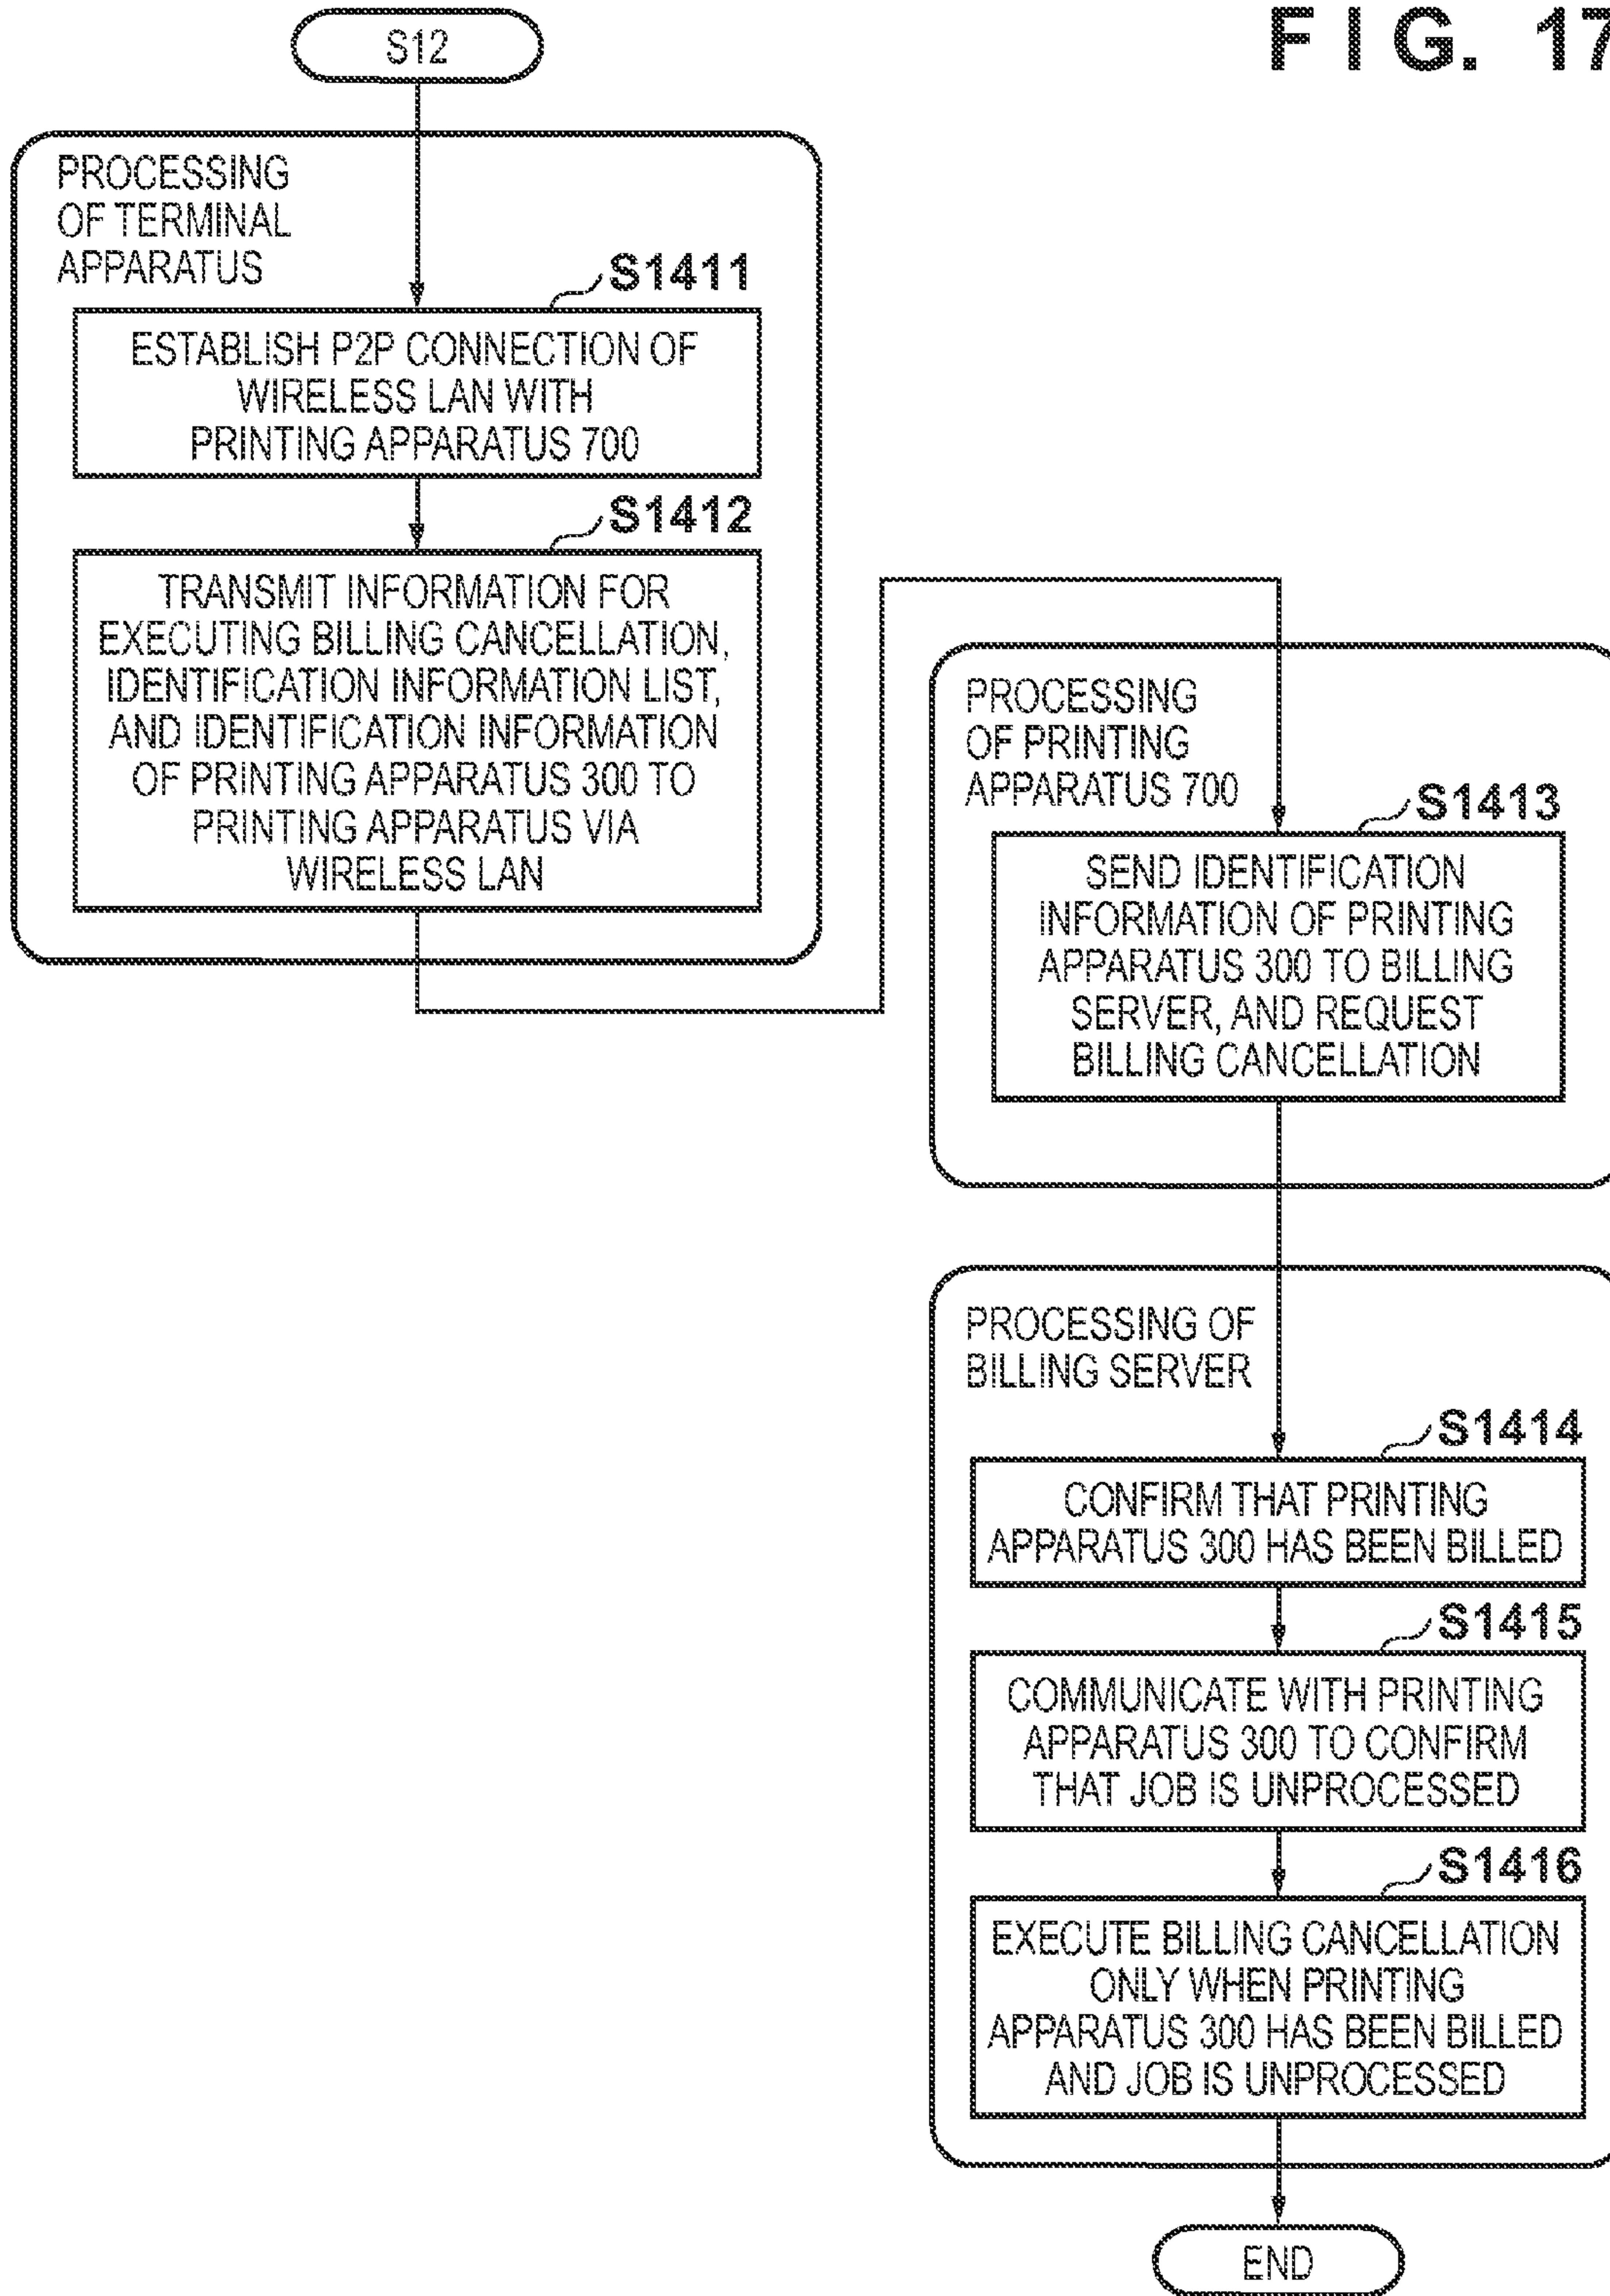 FIG. 17
S12
PROCESSING
OF TERMINAL
APPARATUS
S1411
ESTABLISH P2P CONNECTION OF
WIRELESS LAN WITH
PRINTING APPARATUS 700
S1412
TRANSMIT INFORMATION FOR
EXECUTING BILLING CANCELLATION,
IDENTIFICATION INFORMATION LIST,
AND IDENTIFICATION INFORMATION
OF PRINTING APPARATUS 300 TO
PRINTING APPARATUS VIA
WIRELESS LAN
PROCESSING
OF PRINTING
APPARATUS 700
S1413
SEND IDENTIFICATION
INFORMATION OF PRINTING
APPARATUS 300 TO BILLING
SERVER, AND REQUEST
BILLING CANCELLATION
PROCESSING OF
BILLING SERVER
S1414
CONFIRM THAT PRINTING
APPARATUS 300 HAS BEEN BILLED
S1415
COMMUNICATE WITH PRINTING
APPARATUS 300 TO CONFIRM
THAT JOB IS UNPROCESSED
S1416
EXECUTE BILLING CANCELLATION
ONLY WHEN PRINTING
APPARATUS 300 HAS BEEN BILLED
AND JOB IS UNPROCESSED
END